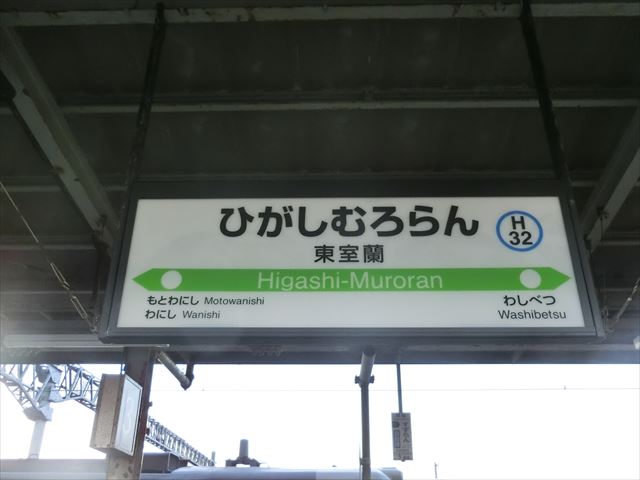 ひがしむろらん
H
32
東室蘭
Higashi-Muroran
もとわにし Motowanishi
わにし Wanishi
わしべつ
Washibetsu